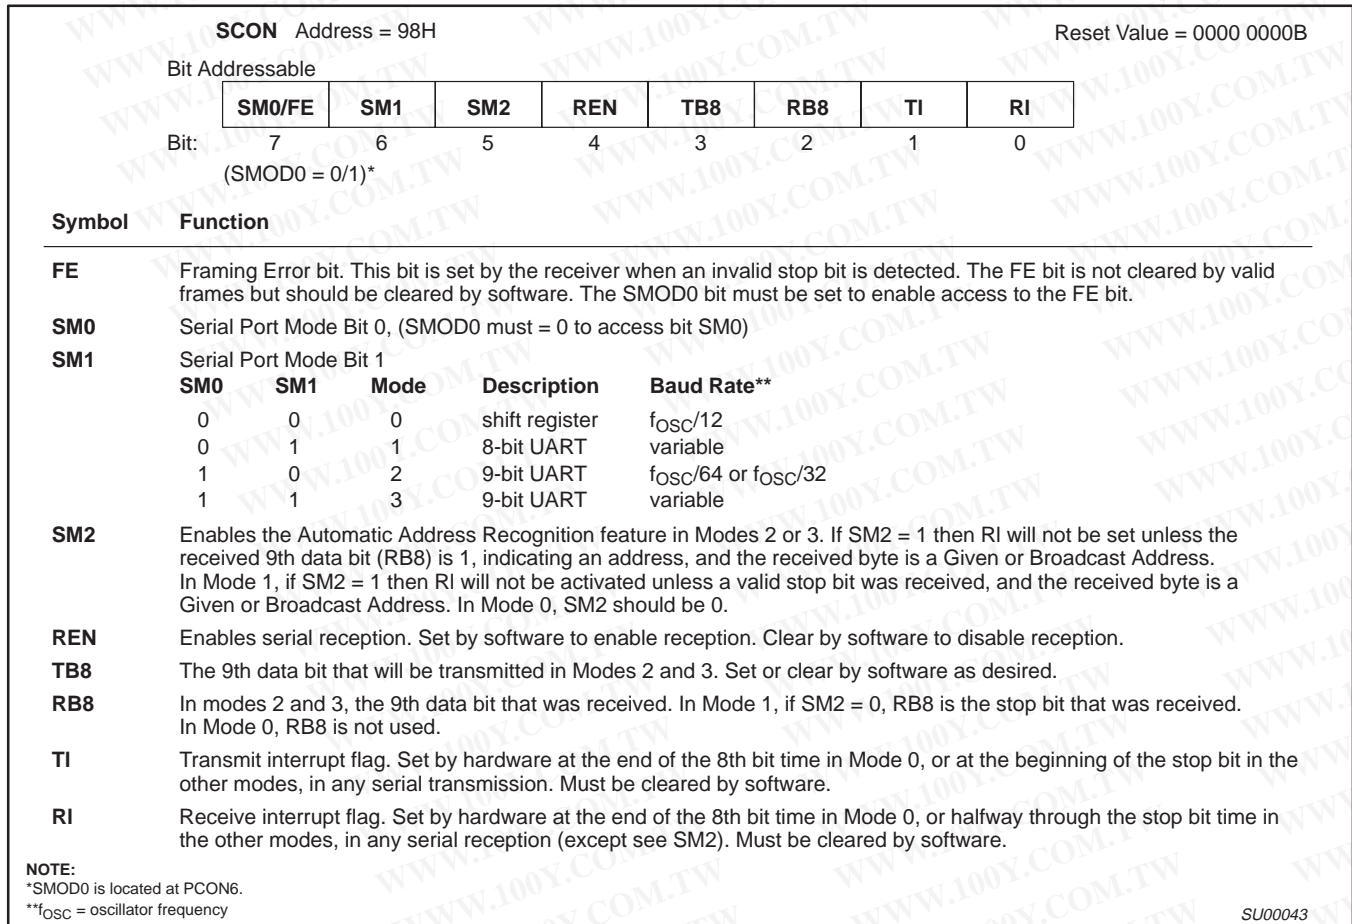 SCON Address = 98H Reset Value = 0000 0000B
Bit Addressable
SM0/FE SM1 SM2 REN TB8 RB8 TI RI
Bit: 7 6 5 4 3 2 1 0
(SMOD0 = 0/1)*
Symbol Function
FE Framing Error bit. This bit is set by the receiver when an invalid stop bit is detected. The FE bit is not cleared by valid
frames but should be cleared by software. The SMOD0 bit must be set to enable access to the FE bit.
SM0 Serial Port Mode Bit 0, (SMOD0 must = 0 to access bit SM0)
SM1 Serial Port Mode Bit 1
SM0 SM1 Mode Description Baud Rate**
0 0 0 shift register fOSC/12
0 1 1 8-bit UART variable
1 0 2 9-bit UART fOSC/64 or fOSC/32
1 1 3 9-bit UART variable
SM2 Enables the Automatic Address Recognition feature in Modes 2 or 3. If SM2 = 1 then RI will not be set unless the
received 9th data bit (RB8) is 1, indicating an address, and the received byte is a Given or Broadcast Address.
In Mode 1, if SM2 = 1 then RI will not be activated unless a valid stop bit was received, and the received byte is a
Given or Broadcast Address. In Mode 0, SM2 should be 0.
REN Enables serial reception. Set by software to enable reception. Clear by software to disable reception.
TB8 The 9th data bit that will be transmitted in Modes 2 and 3. Set or clear by software as desired.
RB8 In modes 2 and 3, the 9th data bit that was received. In Mode 1, if SM2 = 0, RB8 is the stop bit that was received.
In Mode 0, RB8 is not used.
TI Transmit interrupt flag. Set by hardware at the end of the 8th bit time in Mode 0, or at the beginning of the stop bit in the
other modes, in any serial transmission. Must be cleared by software.
RI Receive interrupt flag. Set by hardware at the end of the 8th bit time in Mode 0, or halfway through the stop bit time in
the other modes, in any serial reception (except see SM2). Must be cleared by software.
NOTE:
*SMOD0 is located at PCON6.
**fOSC = oscillator frequency
SU00043
WWW.100Y.COM.TW